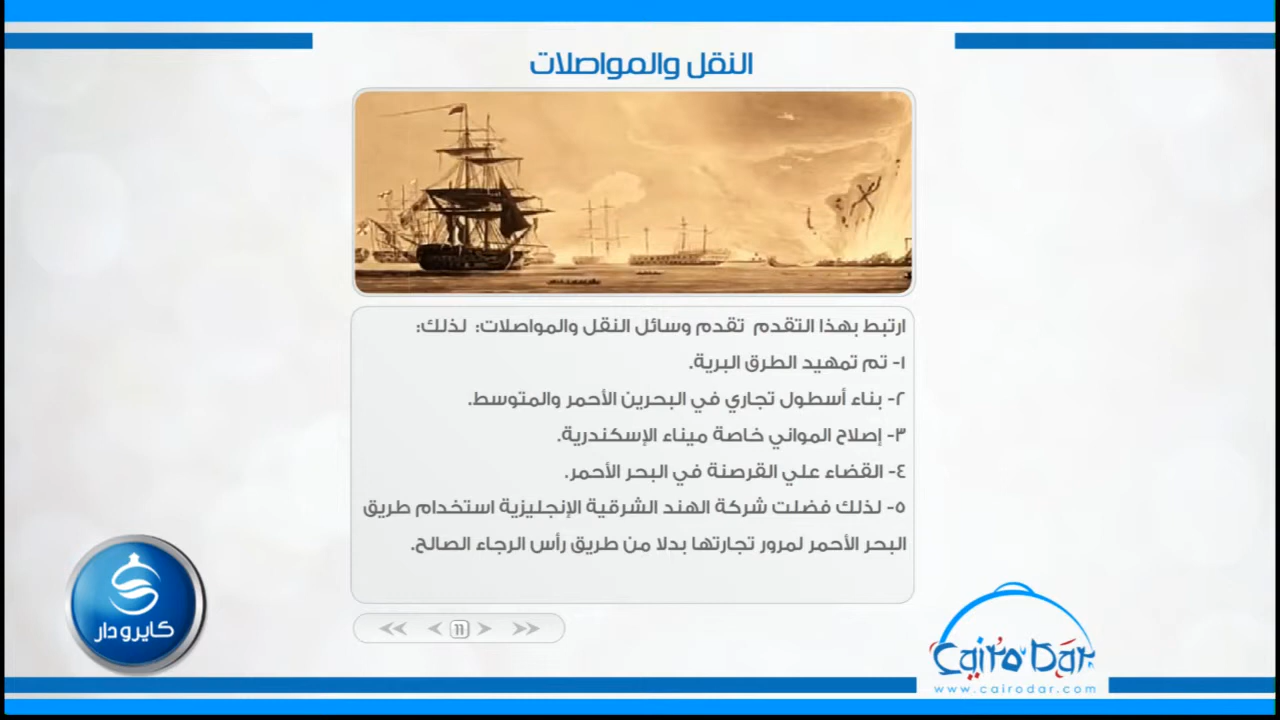 النقل والمواصلات
ارتبط بهذا التقدم تقدم وسائل النقل والمواصلات: لذلك:
١- تم تمهيد الطرق البرية.
٢- بناء أسطول تجاري في البحرين الأحمر والمتوسط.
٣- إصلاح المواني خاصة ميناء الإسكندرية.
٤- القضاء علي القرصنة في البحر الأحمر.
٥- لذلك فضلت شركة الهند الشرقية الإنجليزية استخدام طريق
البحر الأحمر لمرور تجارتها بدلا من طريق رأس الرجاء الصالح.
١١
كايرو دار
Cairo Dar
www.cairodar.com